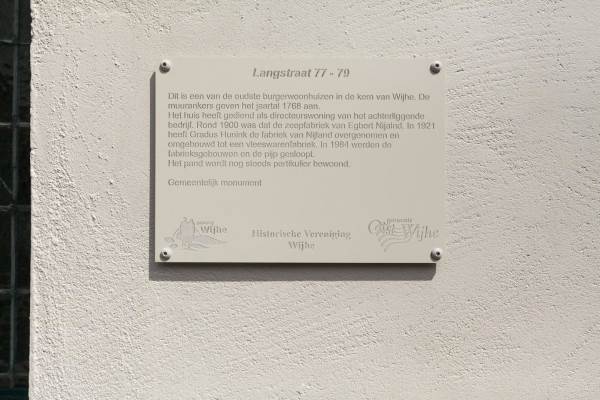 Langstraat 77 - 79
Dit is een van de oudste burgerwoonhuizen in de kern van Wijhe. De
muurankers geven het jaartal 1768 aan.
Het huis heeft gediend als directeurswoning van het achterliggende
bedrijf. Rond 1900 was dat de zeepfabriek van Egbert Nijland. In 1921
heeft Gradus Hunink de fabriek van Nijland overgenomen en
omgebouwd tot een vleeswarenfabriek. In 1984 werden de
fabrieksgebouwen en de pijp gesloopt.
Het pand wordt nog steeds partikulier bewoond.
Gemeentelijk monument
Wijhe
Historische Vereniging
Wijhe
gemeente
Olst Wijhe